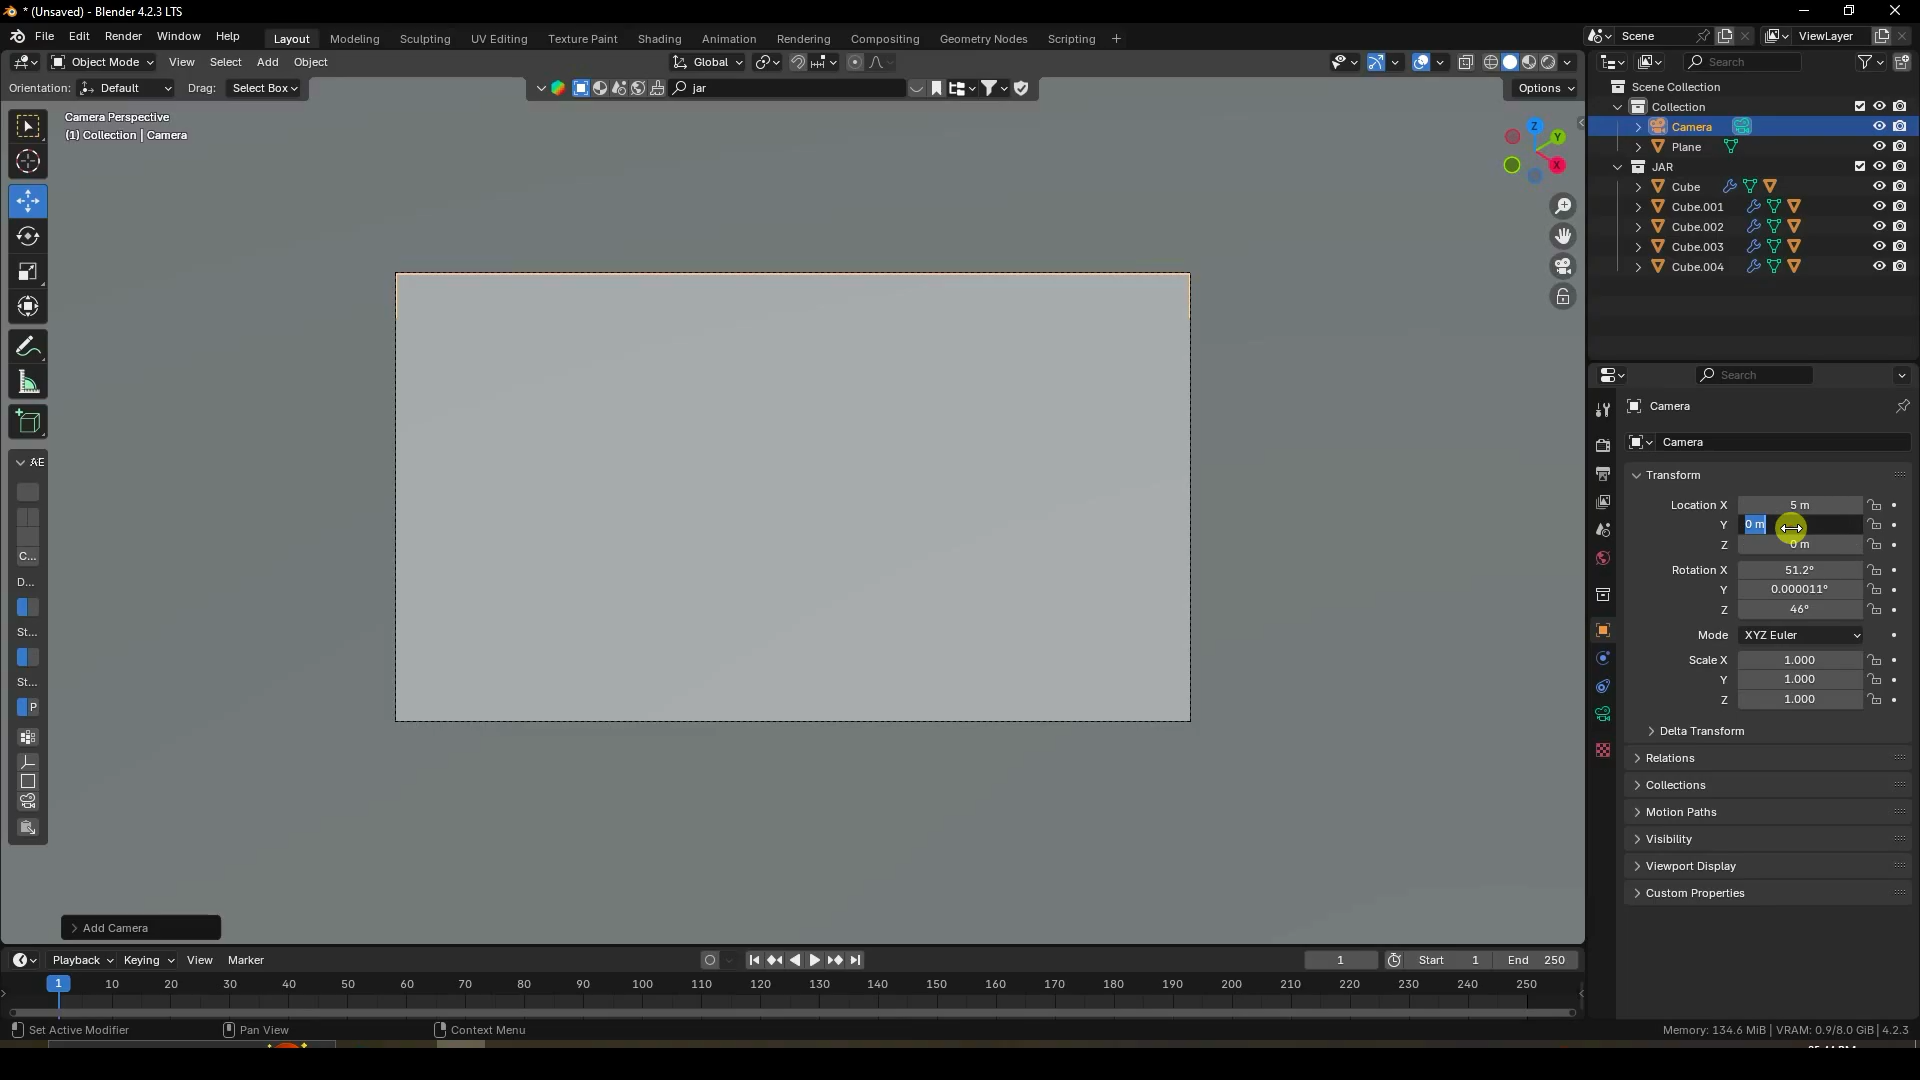 * (Unsaved) - Blender 4.2.3 LTS
File Edit Render Window Help Layout Modeling Sculpting UV Editing Texture Paint Shading Animation Rendering Compositing Geometry Nodes Scripting + Scene ViewLayer
Object Mode View Select Add Object Global Search
Orientation: Default Drag: Select Box jar Options
Scene Collection
Collection
Camera
Plane
JAR
Cube
Cube.001
Cube.002
Cube.003
Cube.004
Camera Perspective
(1) Collection | Camera
Z
Y
X
AE
C...
D...
St...
St...
P
Search
Camera
Camera
Transform
Location X 5 m
Y 0 m
Z 0 m
Rotation X 51.2°
Y 0.000011°
Z 46°
Mode XYZ Euler
Scale X 1.000
Y 1.000
Z 1.000
Delta Transform
Relations
Collections
Motion Paths
Visibility
Viewport Display
Custom Properties
Add Camera
Playback Keying View Marker 1 Start 1 End 250
1 10 20 30 40 50 60 70 80 90 100 110 120 130 140 150 160 170 180 190 200 210 220 230 240 250
Set Active Modifier Pan View Context Menu Memory: 134.6 MiB | VRAM: 0.9/8.0 GiB | 4.2.3